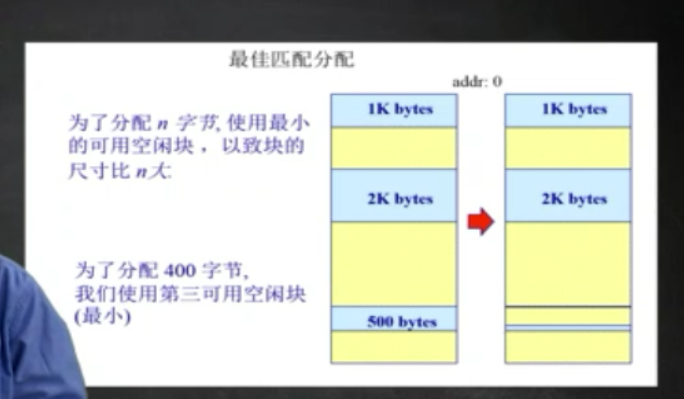 最佳匹配分配
addr: 0
为了分配 n 字节, 使用最小
的可用空闲块，以致块的
尺寸比 n大.
为了分配 400 字节,
我们使用第三可用空闲块
(最小)
1K bytes
2K bytes
500 bytes
1K bytes
2K bytes